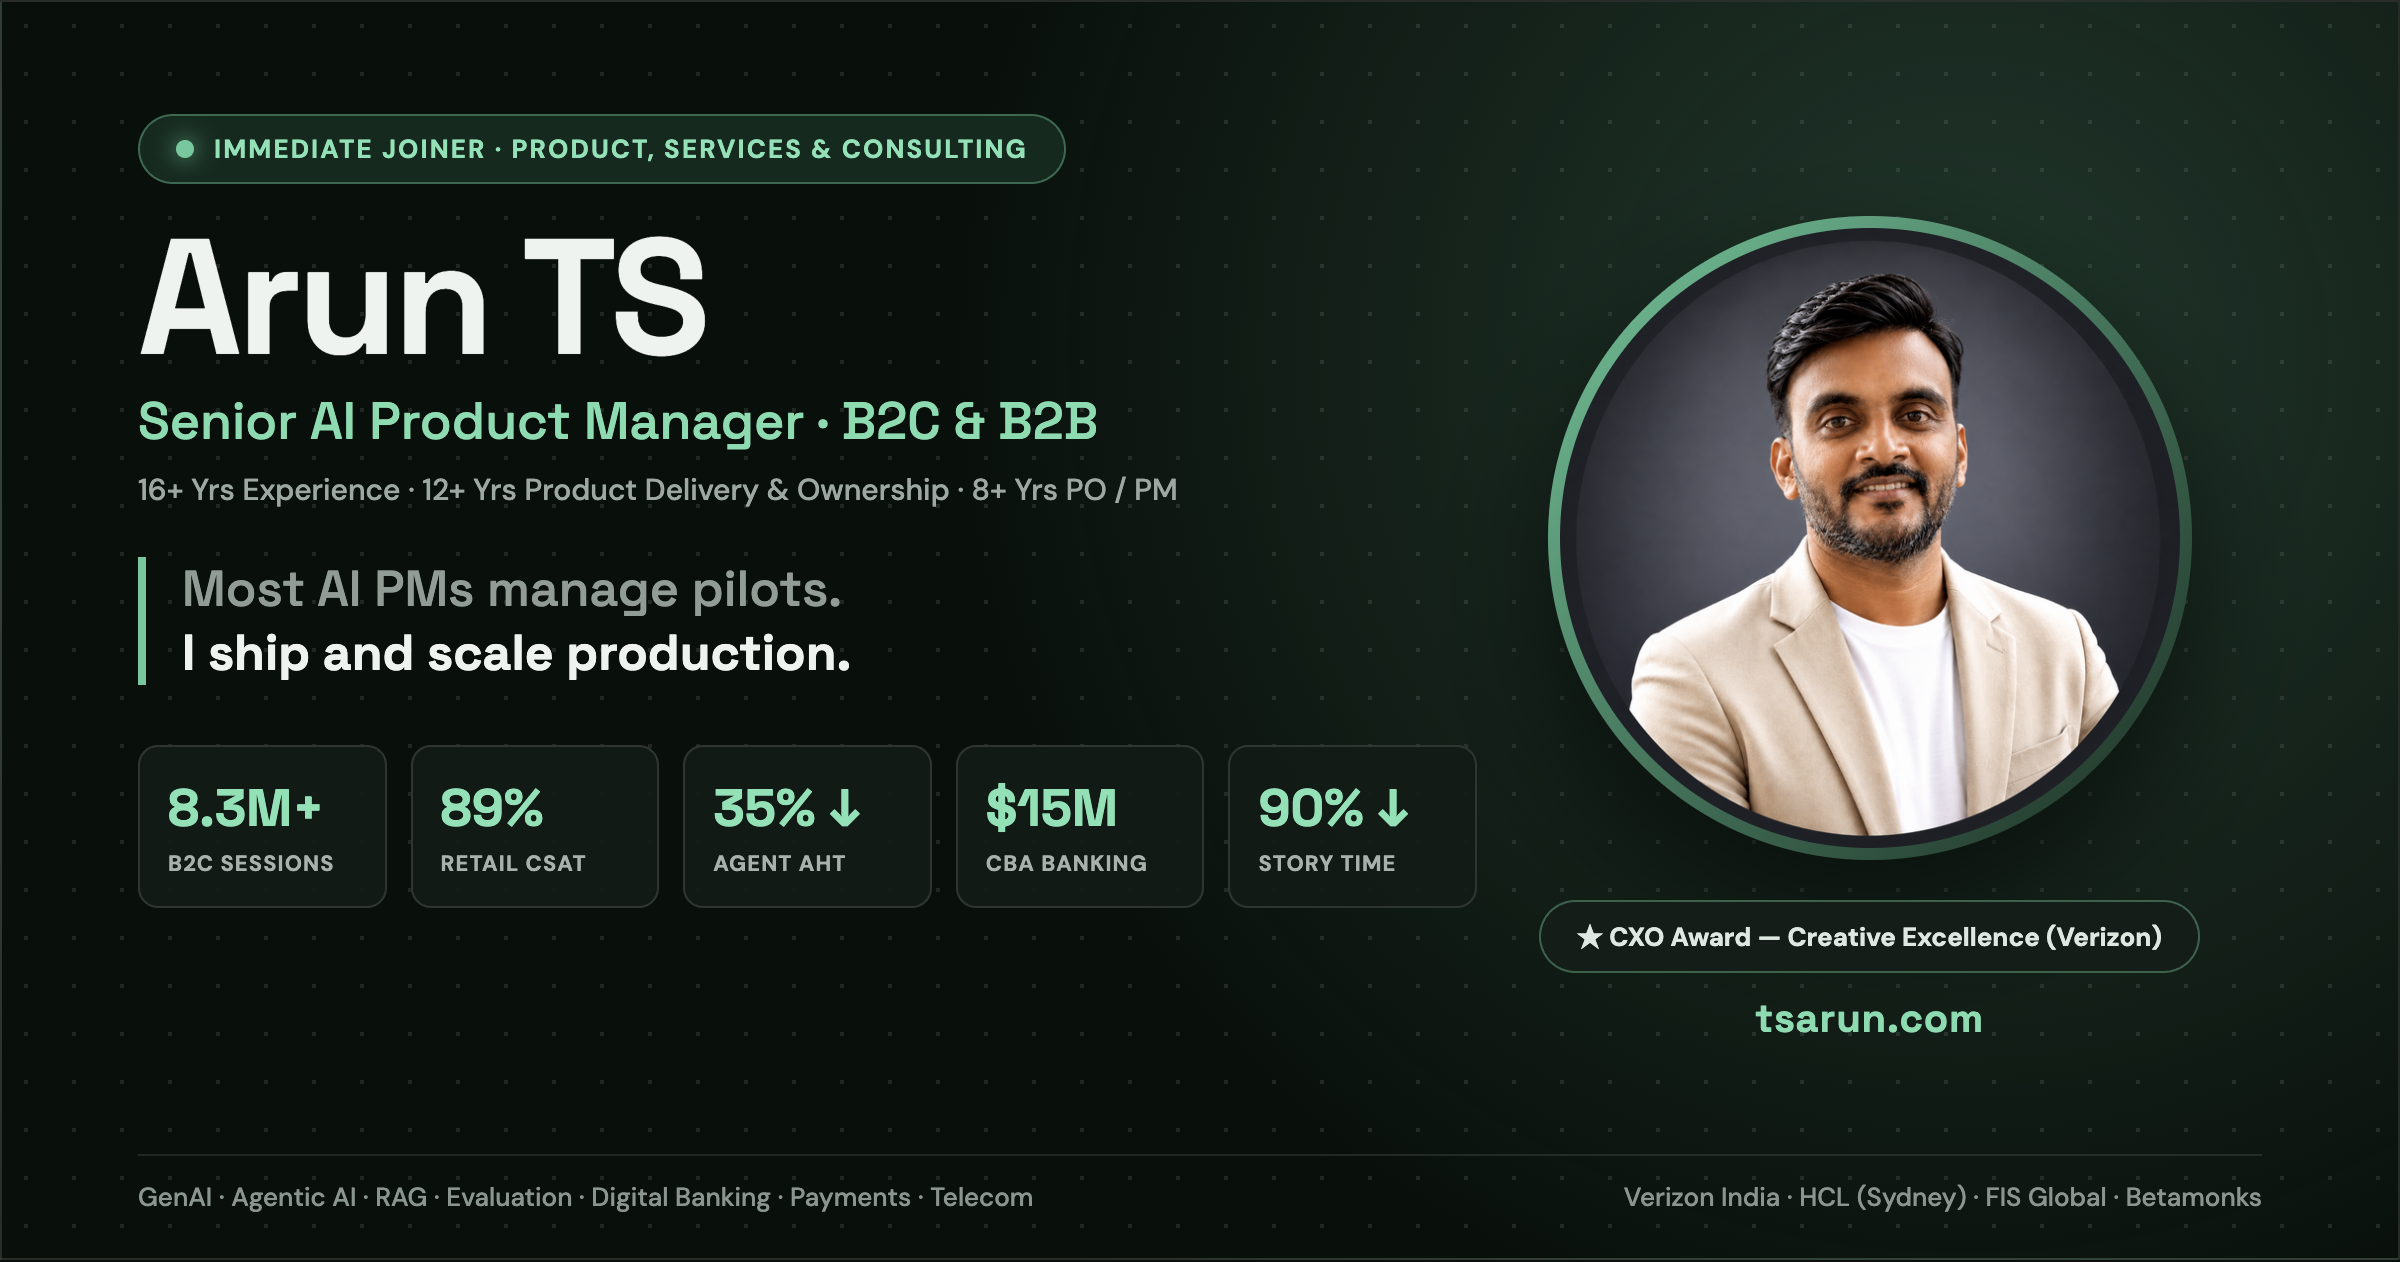 IMMEDIATE JOINER · PRODUCT, SERVICES & CONSULTING
Arun TS
Senior AI Product Manager · B2C & B2B
16+ Yrs Experience · 12+ Yrs Product Delivery & Ownership · 8+ Yrs PO / PM
Most AI PMs manage pilots.
I ship and scale production.
8.3M+
B2C SESSIONS
89%
RETAIL CSAT
35% ↓
AGENT AHT
$15M
CBA BANKING
90% ↓
STORY TIME
★ CXO Award — Creative Excellence (Verizon)
tsarun.com
GenAI · Agentic AI · RAG · Evaluation · Digital Banking · Payments · Telecom
Verizon India · HCL (Sydney) · FIS Global · Betamonks